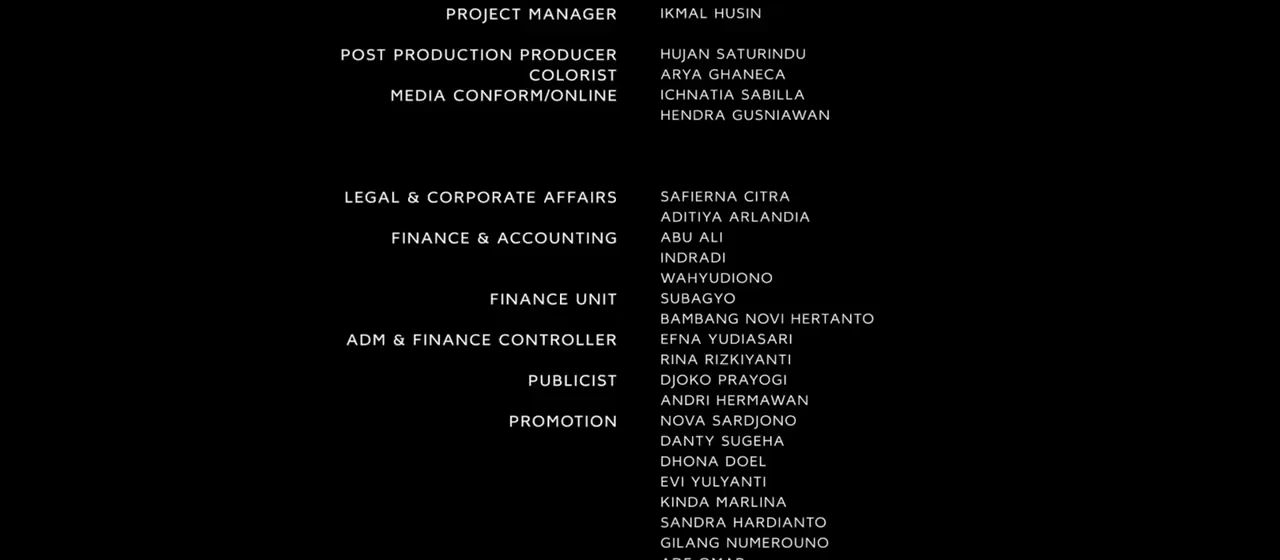 PROJECT MANAGER IKMAL HUSIN
POST PRODUCTION PRODUCER HUJAN SATURINDU
COLORIST ARYA GHANECA
MEDIA CONFORM/ONLINE ICHNATIA SABILLA
HENDRA GUSNIAWAN
LEGAL & CORPORATE AFFAIRS SAFIERNA CITRA
ADITIYA ARLANDIA
FINANCE & ACCOUNTING ABU ALI
INDRADI
WAHYUDIONO
FINANCE UNIT SUBAGYO
BAMBANG NOVI HERTANTO
ADM & FINANCE CONTROLLER EFNA YUDIASARI
RINA RIZKIYANTI
PUBLICIST DJOKO PRAYOGI
ANDRI HERMAWAN
PROMOTION NOVA SARDJONO
DANTY SUGEHA
DHONA DOEL
EVI YULYANTI
KINDA MARLINA
SANDRA HARDIANTO
GILANG NUMEROUNO